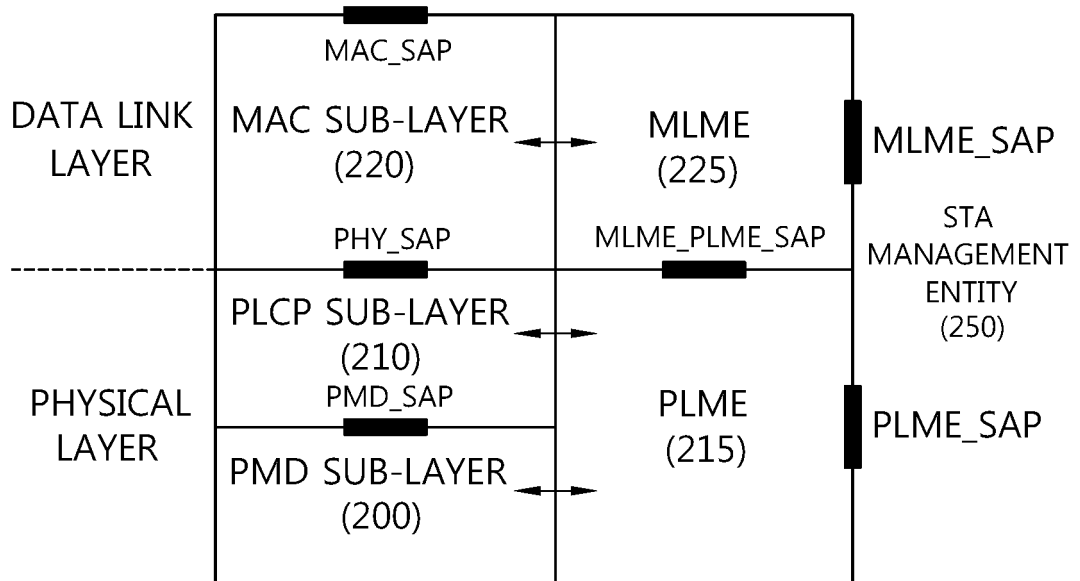 MAC_SAP
DATA LINK
LAYER
MAC SUB-LAYER
(220)
MLME
(225)
MLME_SAP
PHY_SAP
MLME_PLME_SAP
STA
MANAGEMENT
ENTITY
(250)
PLCP SUB-LAYER
(210)
PHYSICAL
LAYER
PMD_SAP
PLME
(215)
PLME_SAP
PMD SUB-LAYER
(200)